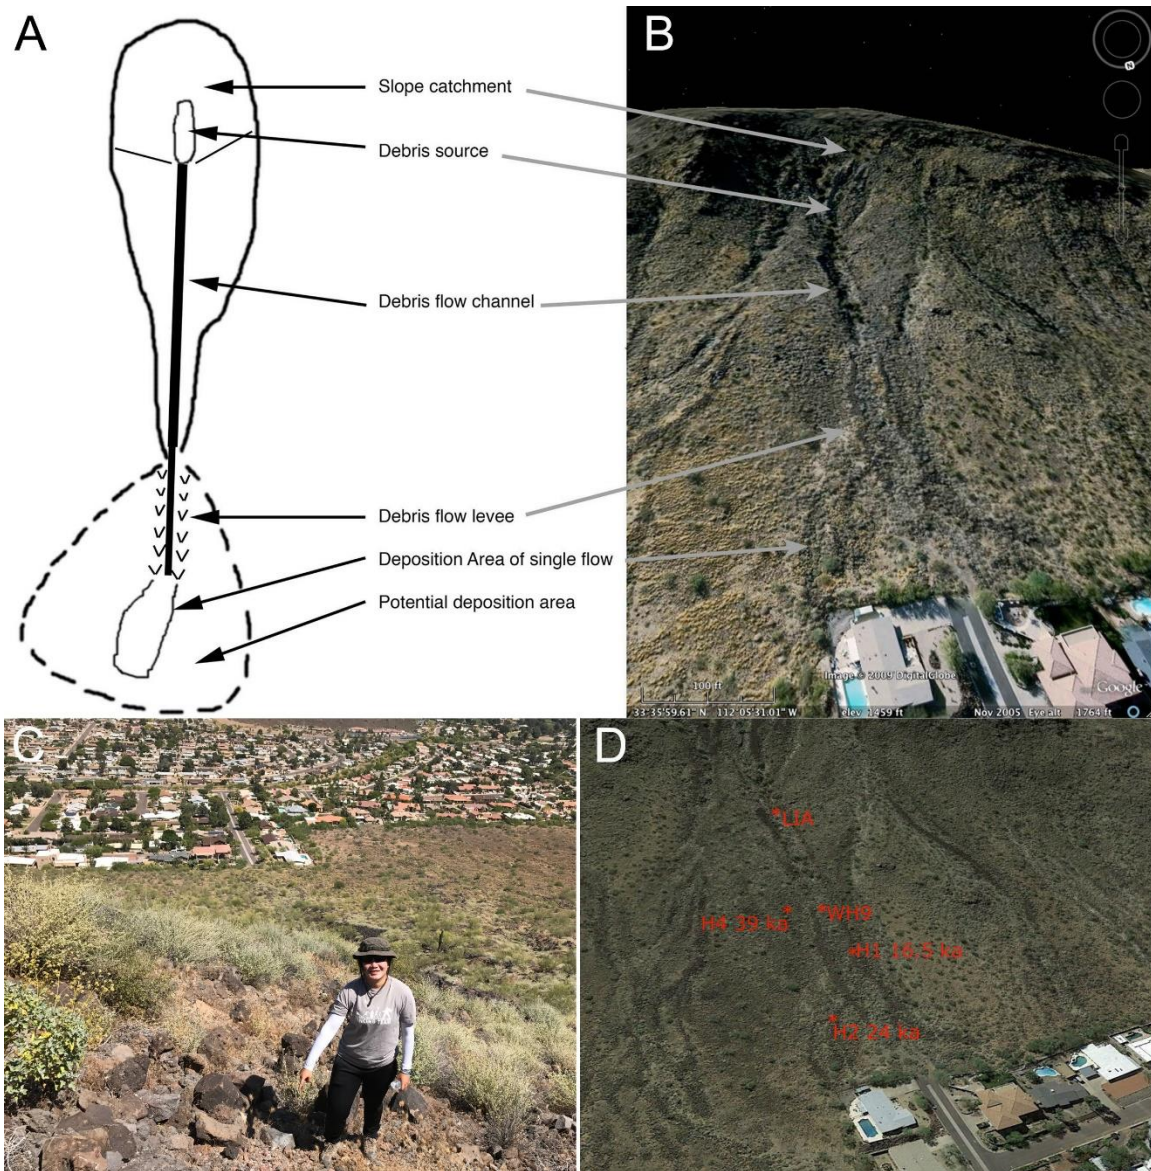 A
B
Slope catchment
Debris source
Debris flow channel
Debris flow levee
Deposition Area of single flow
Potential deposition area
N
Image © 2009 DigitalGlobe
Google
100 ft
33°35'59.61" N 112°05'31.01" W elev 1459 ft Nov 2005 Eye alt 1764 ft
C
D
*LIA
H4 39 ka
*WH9
*H1 16.5 ka
H2 24 ka